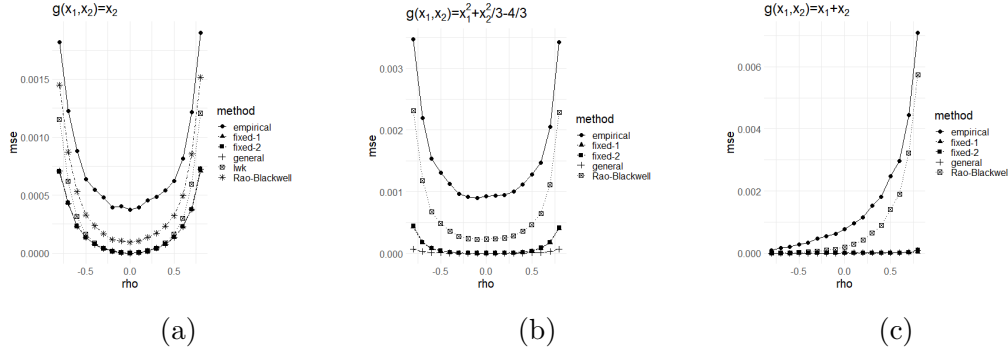 g(x₁,x₂)=x₂
mse
0.0015
0.0010
0.0005
0.0000
-0.5
0.0
0.5
rho
method
empirical
fixed-1
fixed-2
general
lwk
Rao-Blackwell
(a)
g(x₁,x₂)=x₁²+x₂²/3-4/3
mse
0.003
0.002
0.001
0.000
-0.5
0.0
0.5
rho
method
empirical
fixed-1
fixed-2
general
Rao-Blackwell
(b)
g(x₁,x₂)=x₁+x₂
mse
0.006
0.004
0.002
0.000
-0.5
0.0
0.5
rho
method
empirical
fixed-1
fixed-2
general
Rao-Blackwell
(c)